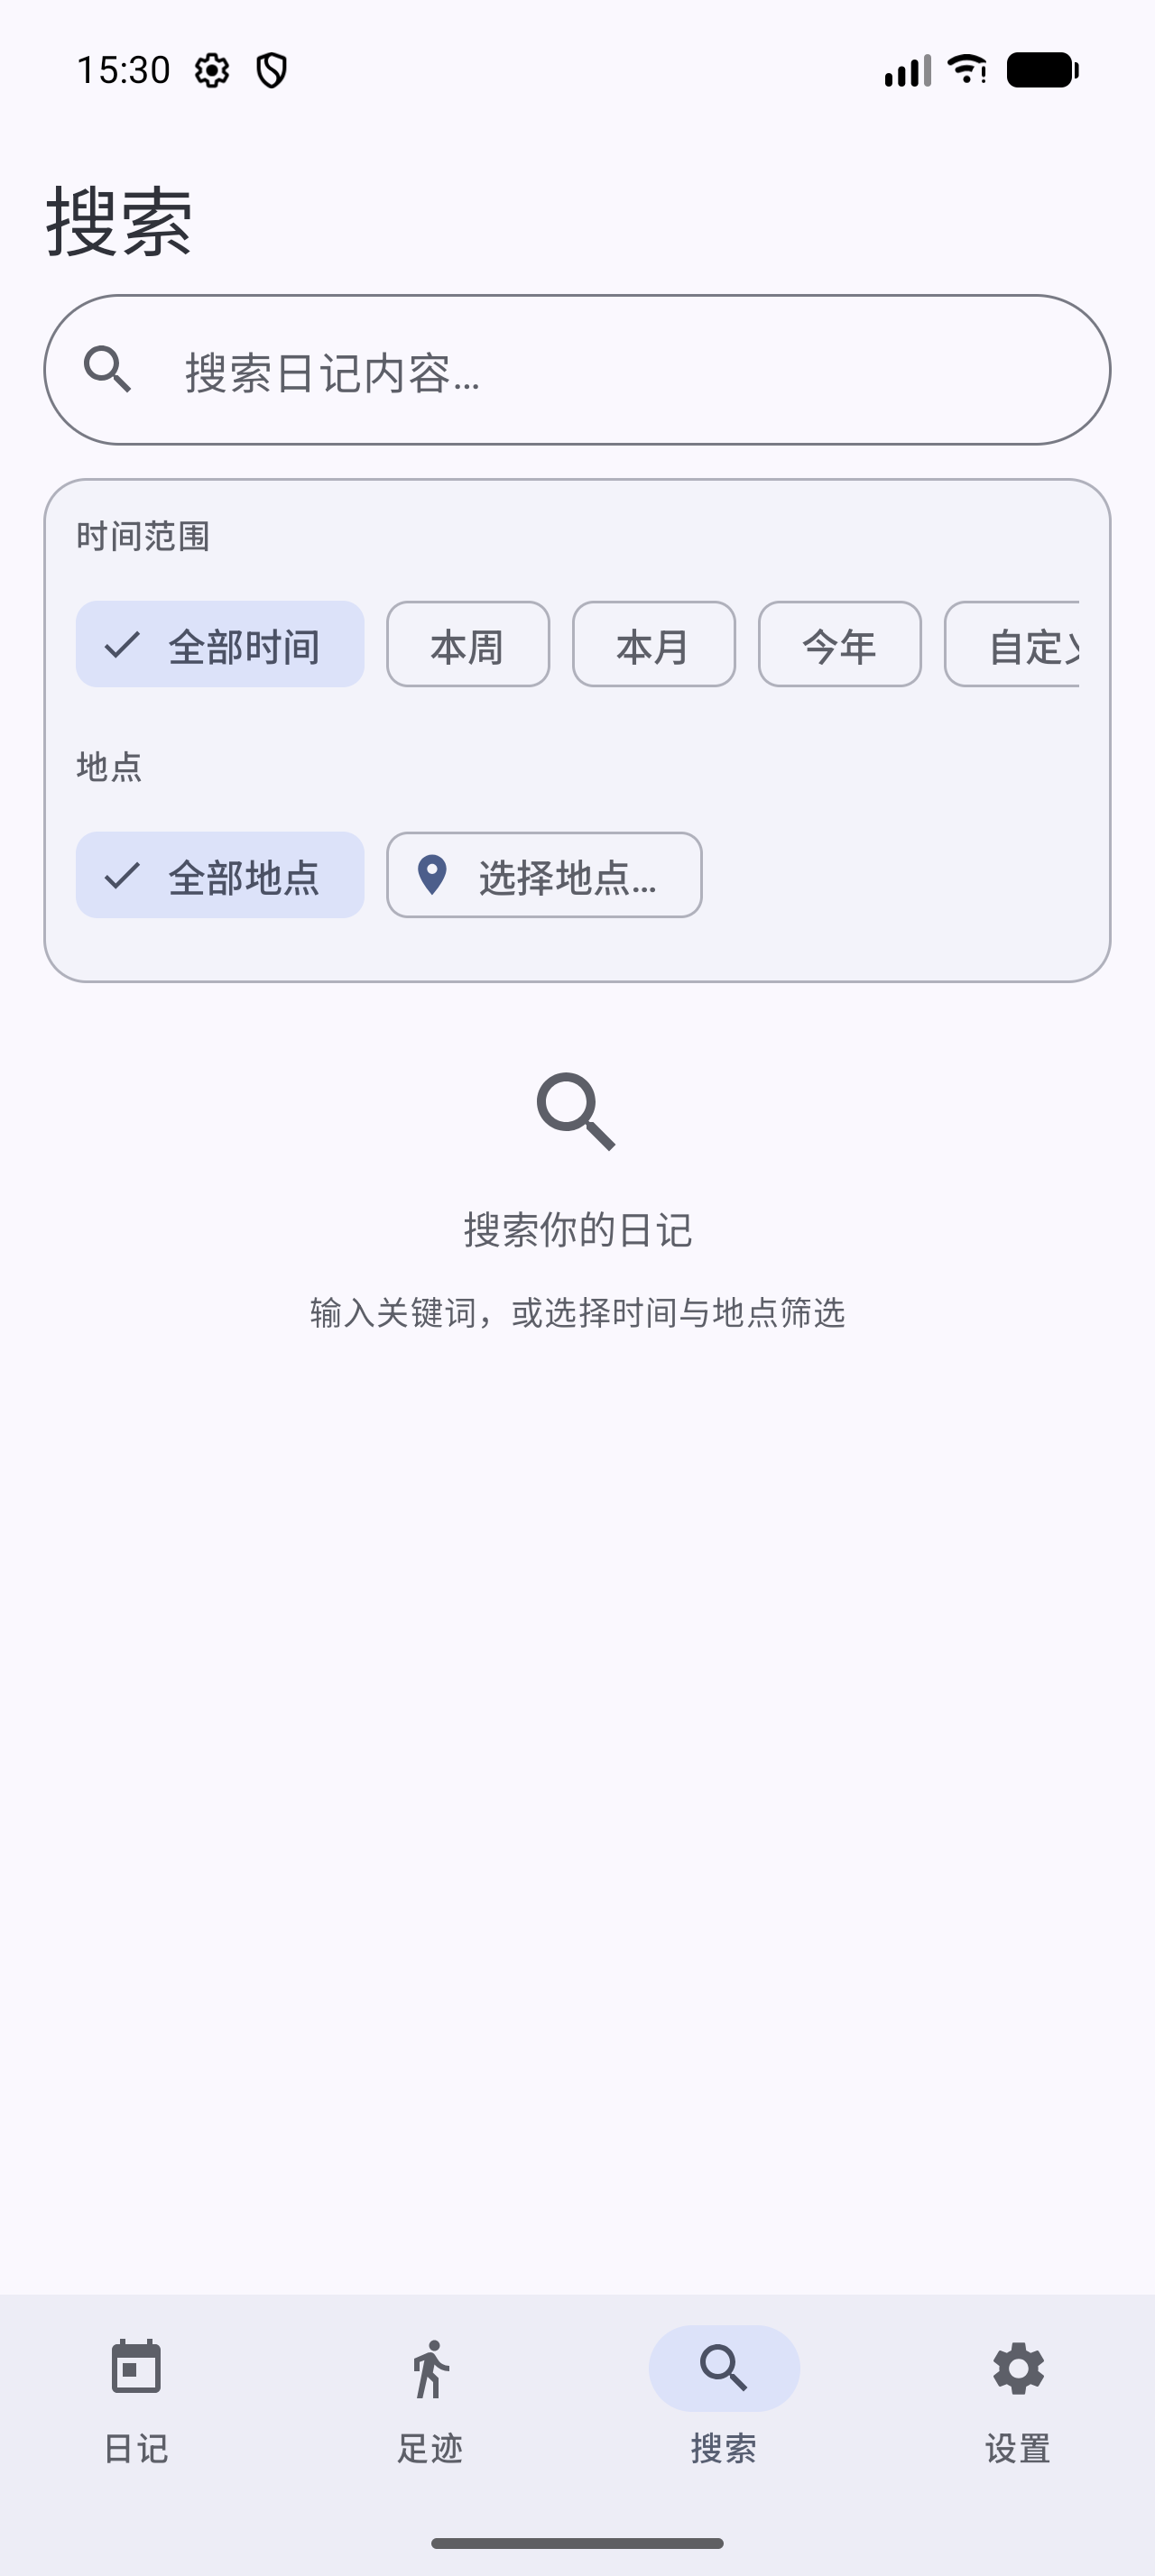 15:30
搜索
搜索日记内容…
时间范围
全部时间 本周 本月 今年 自定
地点
全部地点 选择地点…
搜索你的日记
输入关键词，或选择时间与地点筛选
日记 足迹 搜索 设置